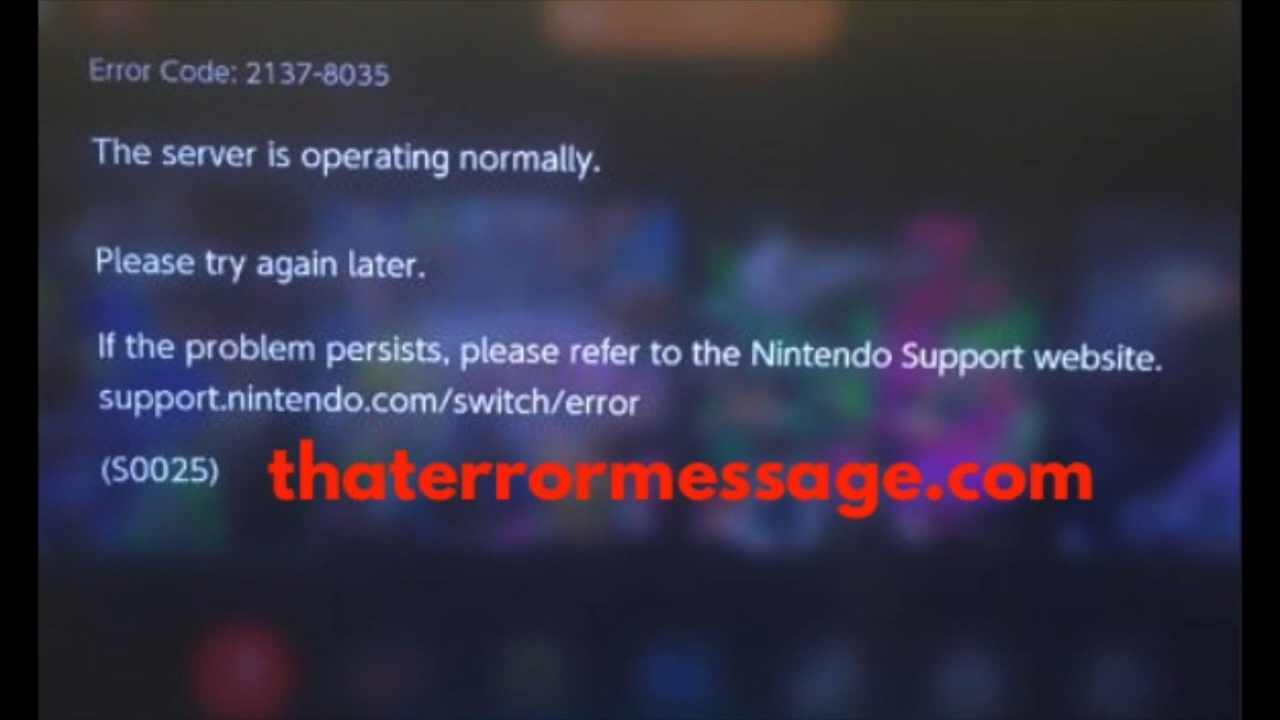 Error Code: 2137-8035
The server is operating normally.
Please try again later.
If the problem persists, please refer to the Nintendo Support website.
support.nintendo.com/switch/error
(S0025)
thaterrormessage.com